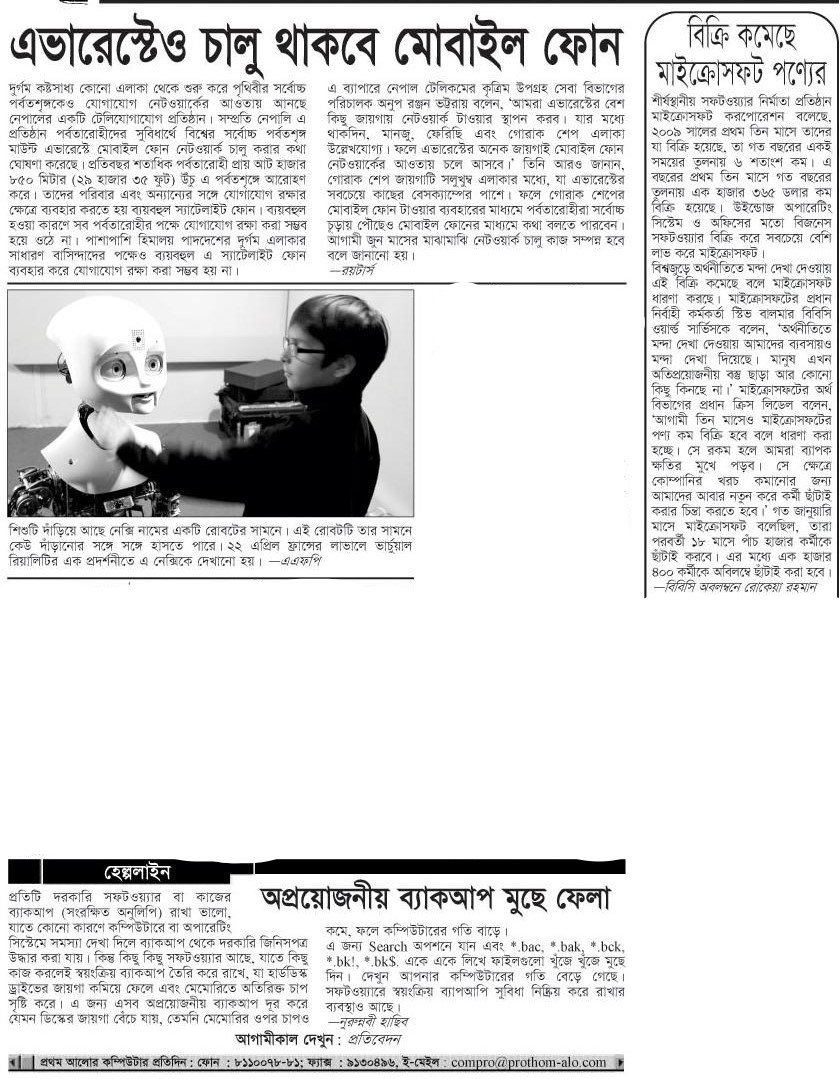 এভারেস্টেও চালু থাকবে মোবাইল ফোন
দুর্গম কষ্টসাধ্য কোনো এলাকা থেকে শুরু করে পৃথিবীর সর্বোচ্চ
পর্বতশৃঙ্গকেও যোগাযোগ নেটওয়ার্কের আওতায় আনছে
নেপালের একটি টেলিযোগাযোগ প্রতিষ্ঠান। সম্প্রতি নেপালি এ
প্রতিষ্ঠান পর্বতারোহীদের সুবিধার্থে বিশ্বের সর্বোচ্চ পর্বতশৃঙ্গ
মাউন্ট এভারেস্টে মোবাইল ফোন নেটওয়ার্ক চালু করার কথা
ঘোষণা করেছে। প্রতিবছর শতাধিক পর্বতারোহী প্রায় আট হাজার
৮৫০ মিটার (২৯ হাজার ৩৫ ফুট) উঁচু এ পর্বতশৃঙ্গে আরোহণ
করে। তাদের পরিবার এবং অন্যান্যের সঙ্গে যোগাযোগ রক্ষার
ক্ষেত্রে ব্যবহার করতে হয় ব্যয়বহুল স্যাটেলাইট ফোন। ব্যয়বহুল
হওয়া কারণে সব পর্বতারোহীর পক্ষে যোগাযোগ রক্ষা করা সম্ভব
হয়ে ওঠে না। পাশাপাশি হিমালয় পাদদেশের দুর্গম এলাকার
সাধারণ বাসিন্দাদের পক্ষেও ব্যয়বহুল এ স্যাটেলাইট ফোন
ব্যবহার করে যোগাযোগ রক্ষা করা সম্ভব হয় না।
এ ব্যাপারে নেপাল টেলিকমের কৃত্রিম উপগ্রহ সেবা বিভাগের
পরিচালক অনুপ রঞ্জন ভট্টরায় বলেন, ‘আমরা এভারেস্টের বেশ
কিছু জায়গায় নেটওয়ার্ক টাওয়ার স্থাপন করব। যার মধ্যে
থাকদিন, মানজু, ফেরিছি এবং গোরাক শেপ এলাকা
উল্লেখযোগ্য। ফলে এভারেস্টের অনেক জায়গাই মোবাইল ফোন
নেটওয়ার্কের আওতায় চলে আসবে।’ তিনি আরও জানান,
গোরাক শেপ জায়গাটি সলুখুম্ব এলাকার মধ্যে, যা এভারেস্টের
সবচেয়ে কাছের বেসক্যাম্পের পাশে। ফলে গোরাক শেপের
মোবাইল ফোন টাওয়ার ব্যবহারের মাধ্যমে পর্বতারোহীরা সর্বোচ্চ
চূড়ায় পৌঁছেও মোবাইল ফোনের মাধ্যমে কথা বলতে পারবেন।
আগামী জুন মাসের মাঝামাঝি নেটওয়ার্ক চালু কাজ সম্পন্ন হবে
বলে জানানো হয়।
—রয়টার্স
শিশুটি দাঁড়িয়ে আছে নেক্সি নামের একটি রোবটের সামনে। এই রোবটটি তার সামনে
কেউ দাঁড়ানোর সঙ্গে সঙ্গে হাসতে পারে। ২২ এপ্রিল ফ্রান্সের লাভালে ভার্চুয়াল
রিয়ালিটির এক প্রদর্শনীতে এ নেক্সিকে দেখানো হয়। —এএফপি
বিক্রি কমেছে
মাইক্রোসফট পণ্যের
শীর্ষস্থানীয় সফটওয়্যার নির্মাতা প্রতিষ্ঠান
মাইক্রোসফট করপোরেশন বলেছে,
২০০৯ সালের প্রথম তিন মাসে তাদের
যা বিক্রি হয়েছে, তা গত বছরের একই
সময়ের তুলনায় ৬ শতাংশ কম। এ
বছরের প্রথম তিন মাসে গত বছরের
তুলনায় এক হাজার ৩৬৫ ডলার কম
বিক্রি হয়েছে। উইন্ডোজ অপারেটিং
সিস্টেম ও অফিসের মতো বিজনেস
সফটওয়্যার বিক্রি করে সবচেয়ে বেশি
লাভ করে মাইক্রোসফট।
বিশ্বজুড়ে অর্থনীতিতে মন্দা দেখা দেওয়ায়
এই বিক্রি কমেছে বলে মাইক্রোসফট
ধারণা করছে। মাইক্রোসফটের প্রধান
নির্বাহী কর্মকর্তা স্টিভ বালমার বিবিসি
ওয়ার্ল্ড সার্ভিসকে বলেন, ‘অর্থনীতিতে
মন্দা দেখা দেওয়ায় আমাদের ব্যবসায়ও
মন্দা দেখা দিয়েছে। মানুষ এখন
অতিপ্রয়োজনীয় বস্তু ছাড়া আর কোনো
কিছু কিনছে না।’ মাইক্রোসফটের অর্থ
বিভাগের প্রধান ক্রিস লিডেল বলেন,
‘আগামী তিন মাসেও মাইক্রোসফটের
পণ্য কম বিক্রি হবে বলে ধারণা করা
হচ্ছে। সে রকম হলে আমরা ব্যাপক
ক্ষতির মুখে পড়ব। সে ক্ষেত্রে
কোম্পানির খরচ কমানোর জন্য
আমাদের আবার নতুন করে কর্মী ছাঁটাই
করার চিন্তা করতে হবে।’ গত জানুয়ারি
মাসে মাইক্রোসফট বলেছিল, তারা
পরবর্তী ১৮ মাসে পাঁচ হাজার কর্মীকে
ছাঁটাই করবে। এর মধ্যে এক হাজার
৪০০ কর্মীকে অবিলম্বে ছাঁটাই করা হবে।
—বিবিসি অবলম্বনে রোকেয়া রহমান
হেল্পলাইন
অপ্রয়োজনীয় ব্যাকআপ মুছে ফেলা
প্রতিটি দরকারি সফটওয়্যার বা কাজের
ব্যাকআপ (সংরক্ষিত অনুলিপি) রাখা ভালো,
যাতে কোনো কারণে কম্পিউটারে বা অপারেটিং
সিস্টেমে সমস্যা দেখা দিলে ব্যাকআপ থেকে দরকারি জিনিসপত্র
উদ্ধার করা যায়। কিন্তু কিছু কিছু সফটওয়্যার আছে, যাতে কিছু
কাজ করলেই স্বয়ংক্রিয় ব্যাকআপ তৈরি করে রাখে, যা হার্ডডিস্ক
ড্রাইভের জায়গা কমিয়ে ফেলে এবং মেমোরিতে অতিরিক্ত চাপ
সৃষ্টি করে। এ জন্য এসব অপ্রয়োজনীয় ব্যাকআপ দূর করে
যেমন ডিস্কের জায়গা বেঁচে যায়, তেমনি মেমোরির ওপর চাপও
কমে, ফলে কম্পিউটারের গতি বাড়ে।
এ জন্য Search অপশনে যান এবং *.bac, *.bak, *.bck,
*.bk!, *.bk$. একে একে লিখে ফাইলগুলো খুঁজে খুঁজে মুছে
দিন। দেখুন আপনার কম্পিউটারের গতি বেড়ে গেছে।
সফটওয়্যারে স্বয়ংক্রিয় ব্যাপআপি সুবিধা নিষ্ক্রিয় করে রাখার
ব্যবস্থাও আছে।
—নুরুন্নবী হাছিব
আগামীকাল দেখুন : প্রতিবেদন
প্রথম আলোর কম্পিউটার প্রতিদিন : ফোন : ৮১১০০৭৮-৮১; ফ্যাক্স : ৯১৩০৪৯৬, ই-মেইল : compro@prothom-alo.com